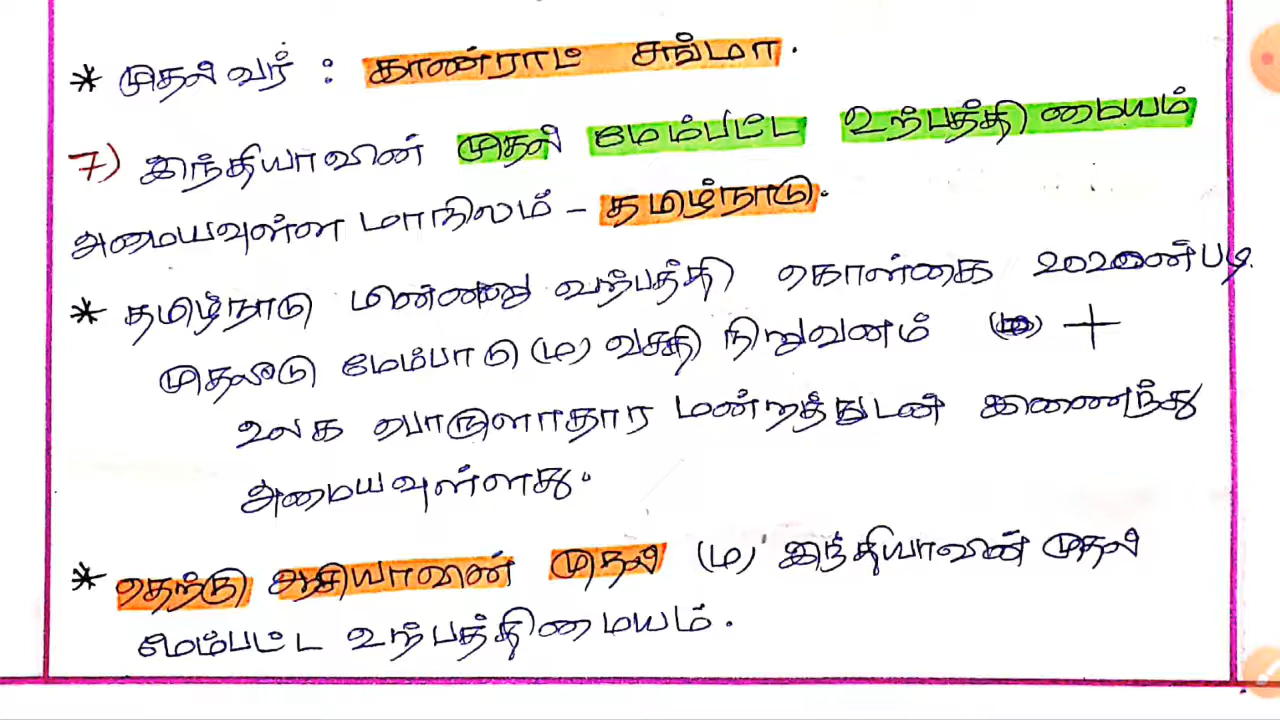 * முதல்வர் : கான்ராட் சங்மா.
7) இந்தியாவின் முதல் மேம்பட்ட உற்பத்தி மையம்
அமையவுள்ள மாநிலம் - தமிழ்நாடு.
* தமிழ்நாடு மின்னணு உற்பத்தி கொள்கை 2020ன்படி
முதலீடு மேம்பாடு (ம) வசதி நிறுவனம் +
உலக பொருளாதார மன்றத்துடன் இணைந்து
அமையவுள்ளது.
* தெற்கு ஆசியாவின் முதல் (ம) இந்தியாவின் முதல்
மேம்பட்ட உற்பத்திமையம்.